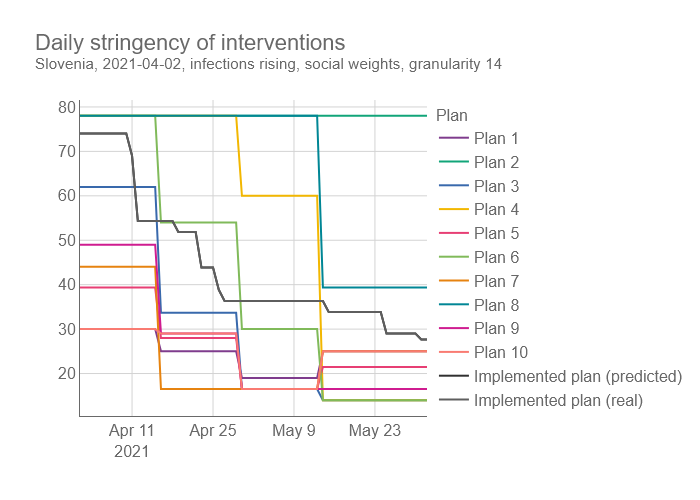 Daily stringency of interventions
Slovenia, 2021-04-02, infections rising, social weights, granularity 14
80
70
60
50
40
30
20
Apr 11
2021
Apr 25
May 9
May 23
Plan
Plan 1
Plan 2
Plan 3
Plan 4
Plan 5
Plan 6
Plan 7
Plan 8
Plan 9
Plan 10
Implemented plan (predicted)
Implemented plan (real)